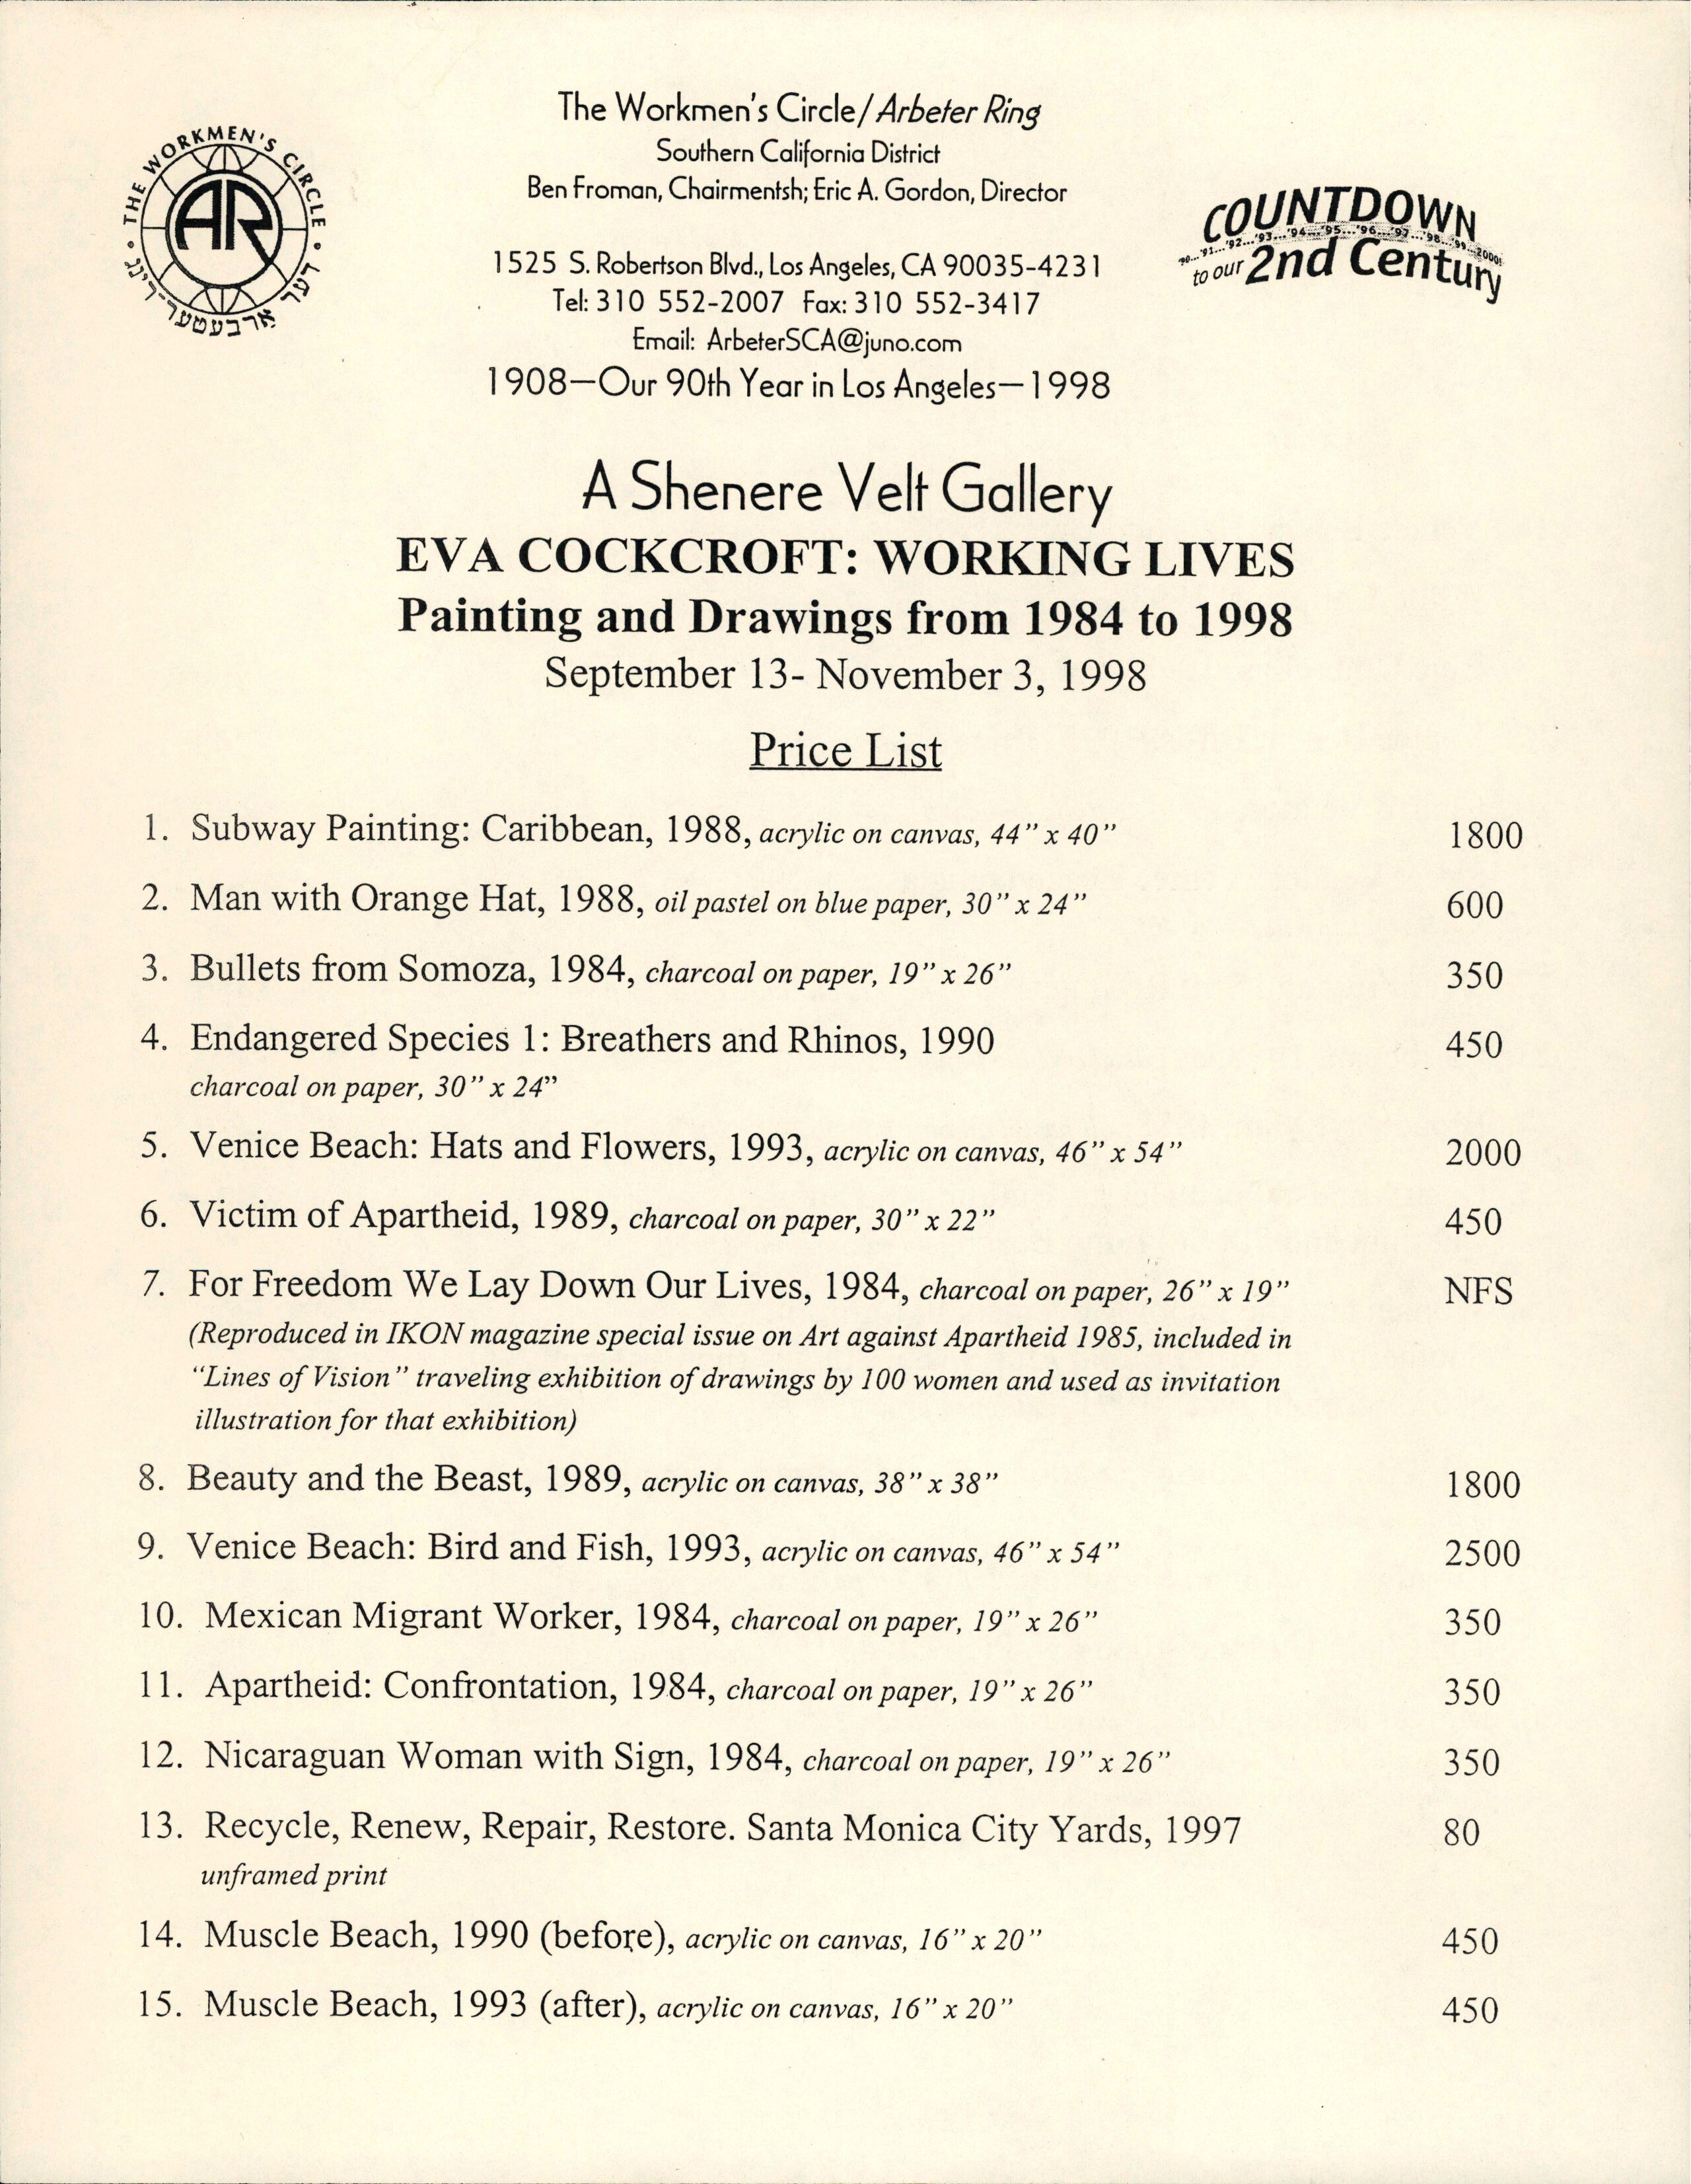 The Workmen's Circle/Arbeter Ring
Southern California District
Ben Froman, Chairmentsh; Eric A. Gordon, Director
1525 S. Robertson Blvd., Los Angeles, CA 90035-4231
Tel: 310 552-2007 Fax: 310 552-3417
Email: ArbeterSCA@juno.com
1908—Our 90th Year in Los Angeles—1998
• THE WORKMEN'S CIRCLE •
AR
דער ארבעטער-רינג
COUNTDOWN
'90...'91...'92...'93...'94...'95...'96...'97...'98...'99...2000!
to our 2nd Century
A Shenere Velt Gallery
EVA COCKCROFT: WORKING LIVES
Painting and Drawings from 1984 to 1998
September 13- November 3, 1998
Price List
1. Subway Painting: Caribbean, 1988, acrylic on canvas, 44" x 40" 1800
2. Man with Orange Hat, 1988, oil pastel on blue paper, 30" x 24" 600
3. Bullets from Somoza, 1984, charcoal on paper, 19" x 26" 350
4. Endangered Species 1: Breathers and Rhinos, 1990 450
charcoal on paper, 30" x 24"
5. Venice Beach: Hats and Flowers, 1993, acrylic on canvas, 46" x 54" 2000
6. Victim of Apartheid, 1989, charcoal on paper, 30" x 22" 450
7. For Freedom We Lay Down Our Lives, 1984, charcoal on paper, 26" x 19" NFS
(Reproduced in IKON magazine special issue on Art against Apartheid 1985, included in
"Lines of Vision" traveling exhibition of drawings by 100 women and used as invitation
illustration for that exhibition)
8. Beauty and the Beast, 1989, acrylic on canvas, 38" x 38" 1800
9. Venice Beach: Bird and Fish, 1993, acrylic on canvas, 46" x 54" 2500
10. Mexican Migrant Worker, 1984, charcoal on paper, 19" x 26" 350
11. Apartheid: Confrontation, 1984, charcoal on paper, 19" x 26" 350
12. Nicaraguan Woman with Sign, 1984, charcoal on paper, 19" x 26" 350
13. Recycle, Renew, Repair, Restore. Santa Monica City Yards, 1997 80
unframed print
14. Muscle Beach, 1990 (before), acrylic on canvas, 16" x 20" 450
15. Muscle Beach, 1993 (after), acrylic on canvas, 16" x 20" 450